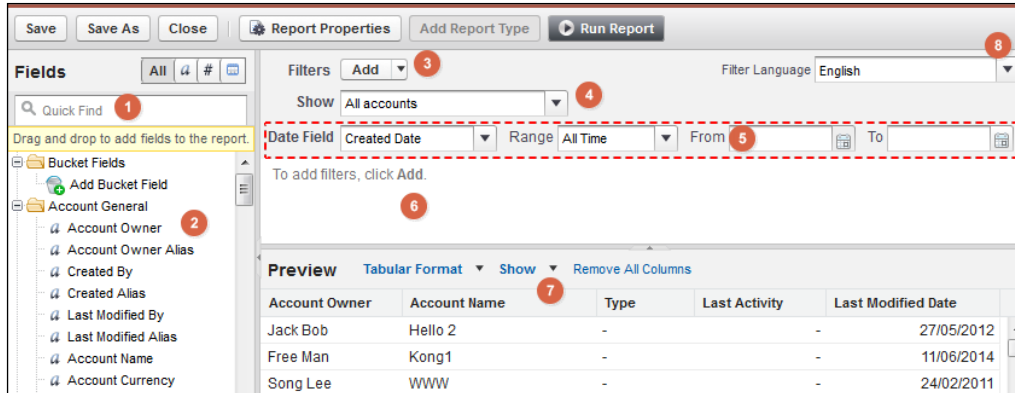 Save Save As Close Report Properties Add Report Type Run Report
8
Fields All a #
Filters Add 3 Filter Language English
Quick Find 1
Show All accounts 4
Drag and drop to add fields to the report.
Date Field Created Date Range All Time From 5 To
Bucket Fields
Add Bucket Field
Account General
a Account Owner 2
a Account Owner Alias
a Created By
a Created Alias
a Last Modified By
a Last Modified Alias
a Account Name
a Account Currency
To add filters, click Add.
6
Preview Tabular Format Show Remove All Columns
7
Account Owner Account Name Type Last Activity Last Modified Date
Jack Bob Hello 2 - - 27/05/2012
Free Man Kong1 - - 11/06/2014
Song Lee WWW - - 24/02/2011